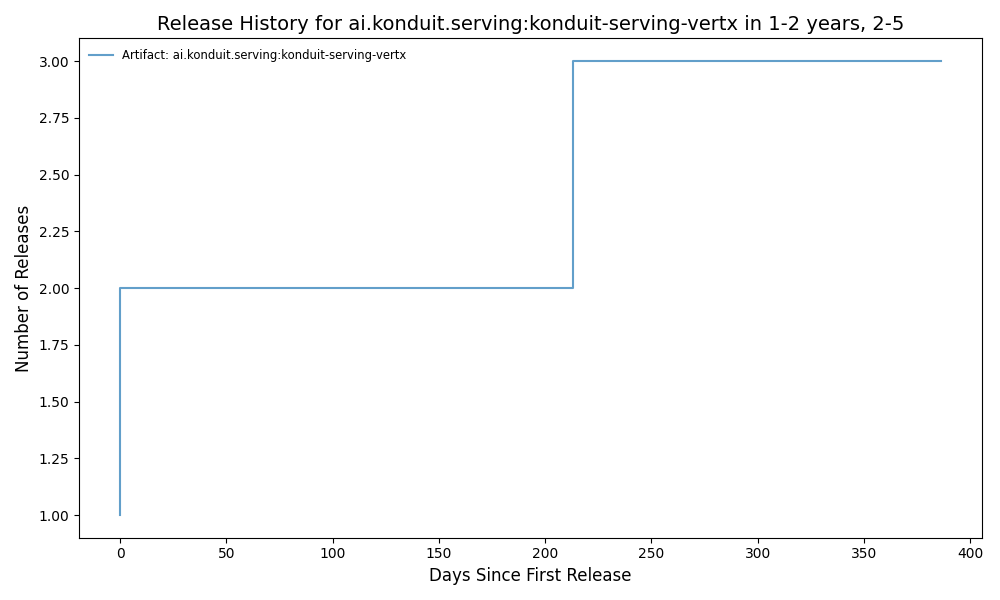 Release History for ai.konduit.serving:konduit-serving-vertx in 1-2 years, 2-5
Artifact: ai.konduit.serving:konduit-serving-vertx
Number of Releases
3.00
2.75
2.50
2.25
2.00
1.75
1.50
1.25
1.00
0 50 100 150 200 250 300 350 400
Days Since First Release